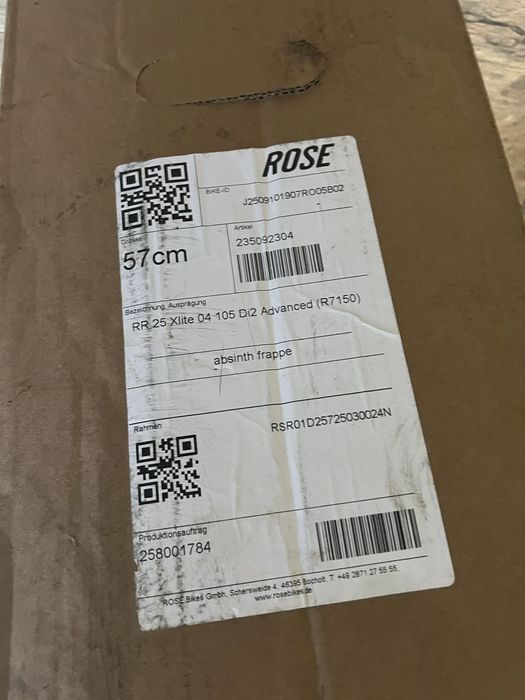 ROSE
BIKE-ID
J2509101907RO05B02
Grösse
57cm
Artikel
235092304
Bezeichnung, Ausprägung
RR 25 Xlite 04 105 Di2 Advanced (R7150)
absinth frappe
Rahmen
RSR01D25725030024N
Produktionsauftrag
258001784
ROSE Bikes Gmbh, Schersweide 4, 46395 Bocholt, T: +49 2871 27 55 55,
www.rosebikes.de